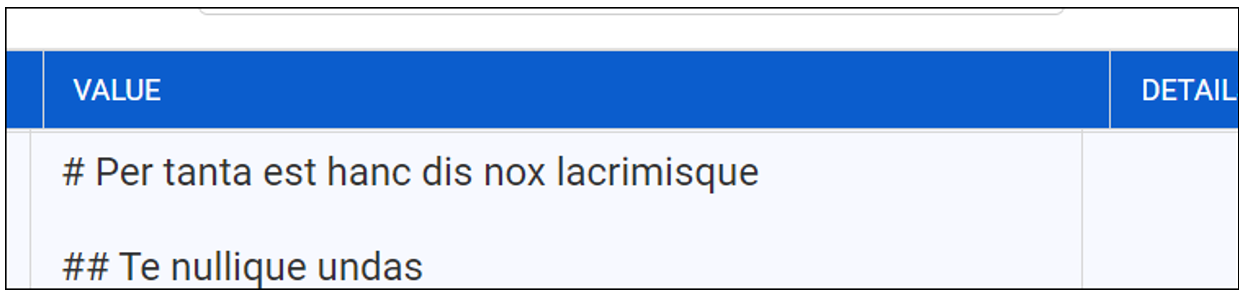 VALUE DETAIL
# Per tanta est hanc dis nox lacrimisque
## Te nullique undas